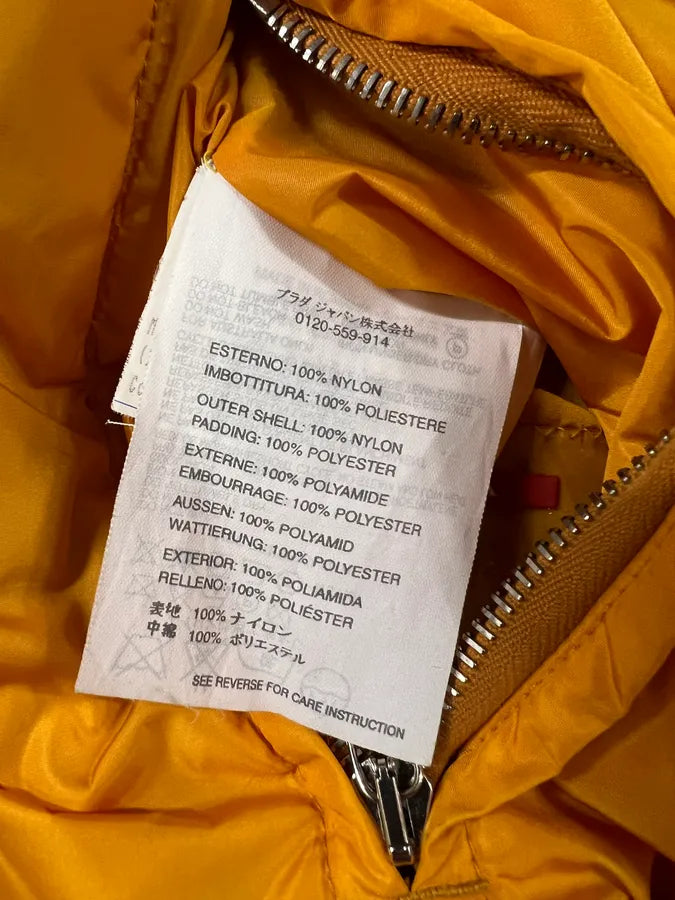 プラダ ジャパン株式会社
0120-559-914
ESTERNO: 100% NYLON
IMBOTTITURA: 100% POLIESTERE
OUTER SHELL: 100% NYLON
PADDING: 100% POLYESTER
EXTERNE: 100% POLYAMIDE
EMBOURRAGE: 100% POLYESTER
AUSSEN: 100% POLYAMID
WATTIERUNG: 100% POLYESTER
EXTERIOR: 100% POLIAMIDA
RELLENO: 100% POLIÉSTER
表地 100% ナイロン
中綿 100% ポリエステル
SEE REVERSE FOR CARE INSTRUCTION